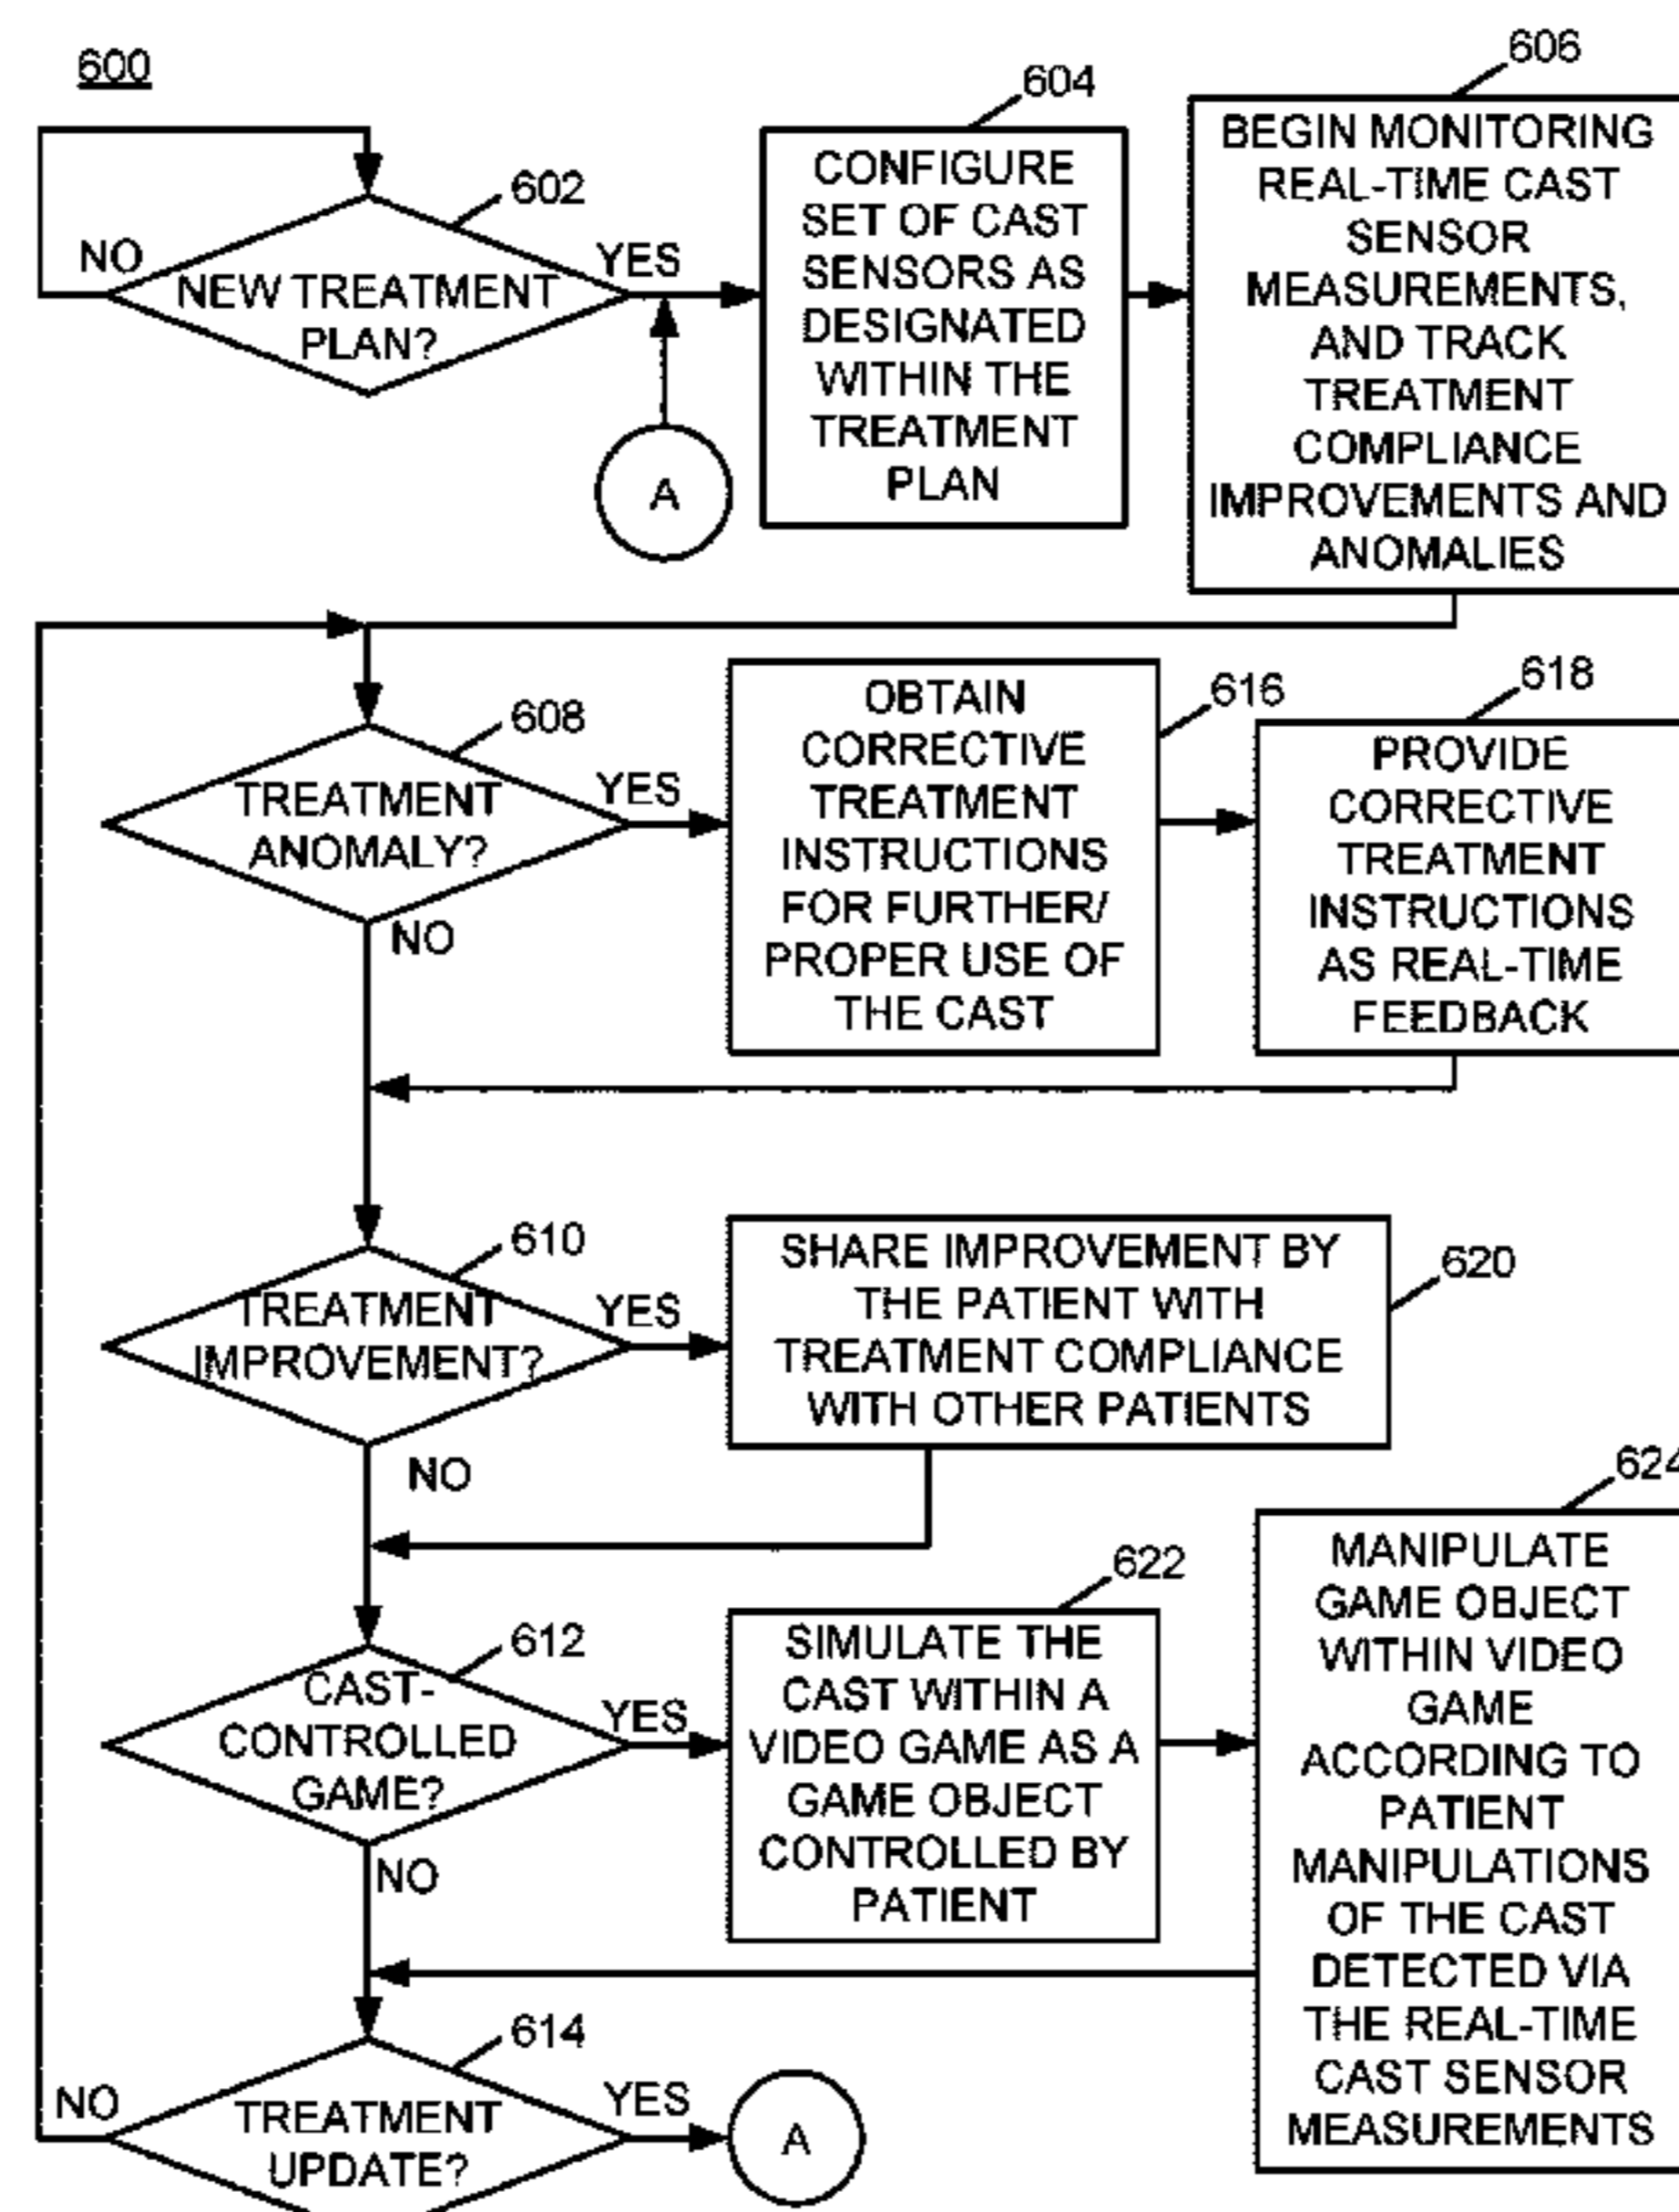 600
602
NO
NEW TREATMENT
PLAN?
YES
A
604
CONFIGURE
SET OF CAST
SENSORS AS
DESIGNATED
WITHIN THE
TREATMENT
PLAN
606
BEGIN MONITORING
REAL-TIME CAST
SENSOR
MEASUREMENTS,
AND TRACK
TREATMENT
COMPLIANCE
IMPROVEMENTS AND
ANOMALIES
608
TREATMENT
ANOMALY?
YES
NO
616
OBTAIN
CORRECTIVE
TREATMENT
INSTRUCTIONS
FOR FURTHER/
PROPER USE OF
THE CAST
618
PROVIDE
CORRECTIVE
TREATMENT
INSTRUCTIONS
AS REAL-TIME
FEEDBACK
610
TREATMENT
IMPROVEMENT?
YES
NO
620
SHARE IMPROVEMENT BY
THE PATIENT WITH
TREATMENT COMPLIANCE
WITH OTHER PATIENTS
612
CAST-
CONTROLLED
GAME?
YES
NO
622
SIMULATE THE
CAST WITHIN A
VIDEO GAME AS A
GAME OBJECT
CONTROLLED BY
PATIENT
624
MANIPULATE
GAME OBJECT
WITHIN VIDEO
GAME
ACCORDING TO
PATIENT
MANIPULATIONS
OF THE CAST
DETECTED VIA
THE REAL-TIME
CAST SENSOR
MEASUREMENTS
614
NO
TREATMENT
UPDATE?
YES
A